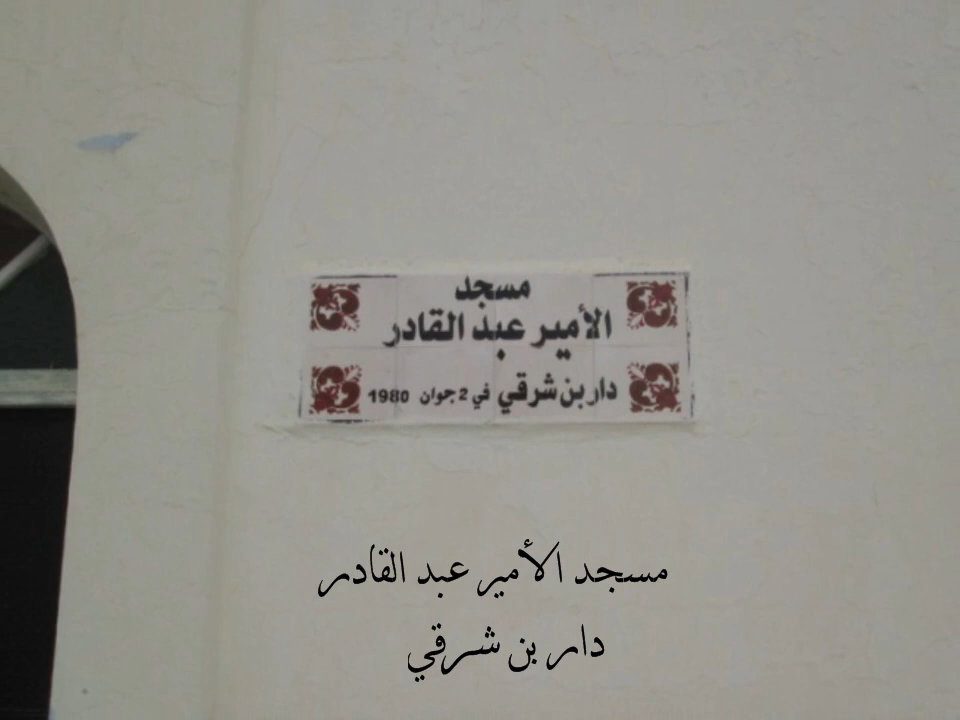 مسجد
الأمير عبد القادر
دار بن شرقي في 2 جوان 1980
مسجد الأمير عبد القادر
دار بن شرقي